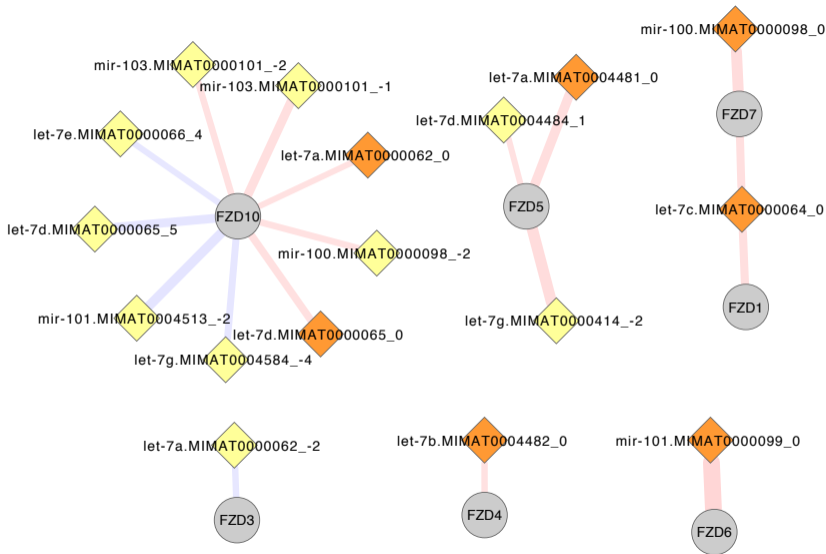 mir-100.MIMAT0000098_0
mir-103.MIMAT0000101_-2
let-7a.MIMAT0004481_0
mir-103.MIMAT0000101_-1
FZD7
let-7d.MIMAT0004484_1
let-7e.MIMAT0000066_4
let-7a.MIMAT0000062_0
FZD5
let-7c.MIMAT0000064_0
FZD10
let-7d.MIMAT0000065_5
mir-100.MIMAT0000098_-2
FZD1
mir-101.MIMAT0004513_-2
let-7g.MIMAT0000414_-2
let-7d.MIMAT0000065_0
let-7g.MIMAT0004584_-4
let-7a.MIMAT0000062_-2
let-7b.MIMAT0004482_0
mir-101.MIMAT0000099_0
FZD3
FZD4
FZD6